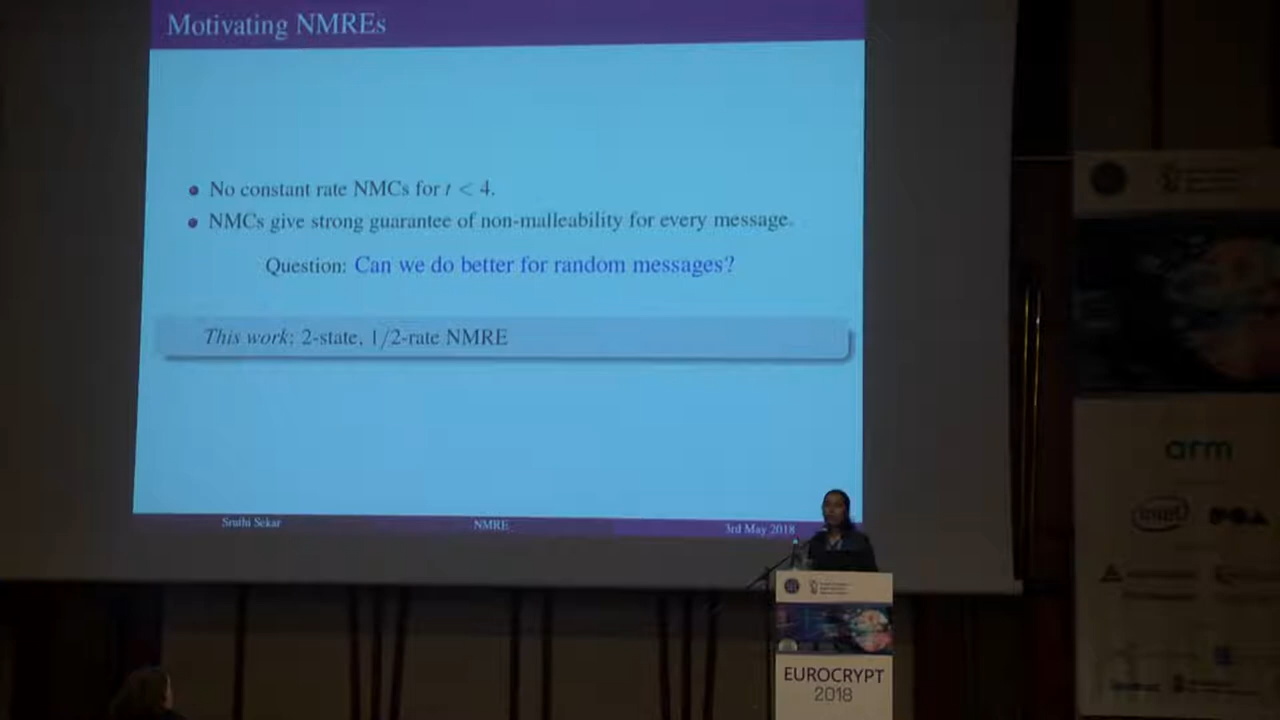 Motivating NMREs
No constant rate NMCs for t < 4.
NMCs give strong guarantee of non-malleability for every message.
Question: Can we do better for random messages?
This work: 2-state, 1/2-rate NMRE
Sruthi Sekar
NMRE
3rd May 2018
arm
intel
EUROCRYPT
2018